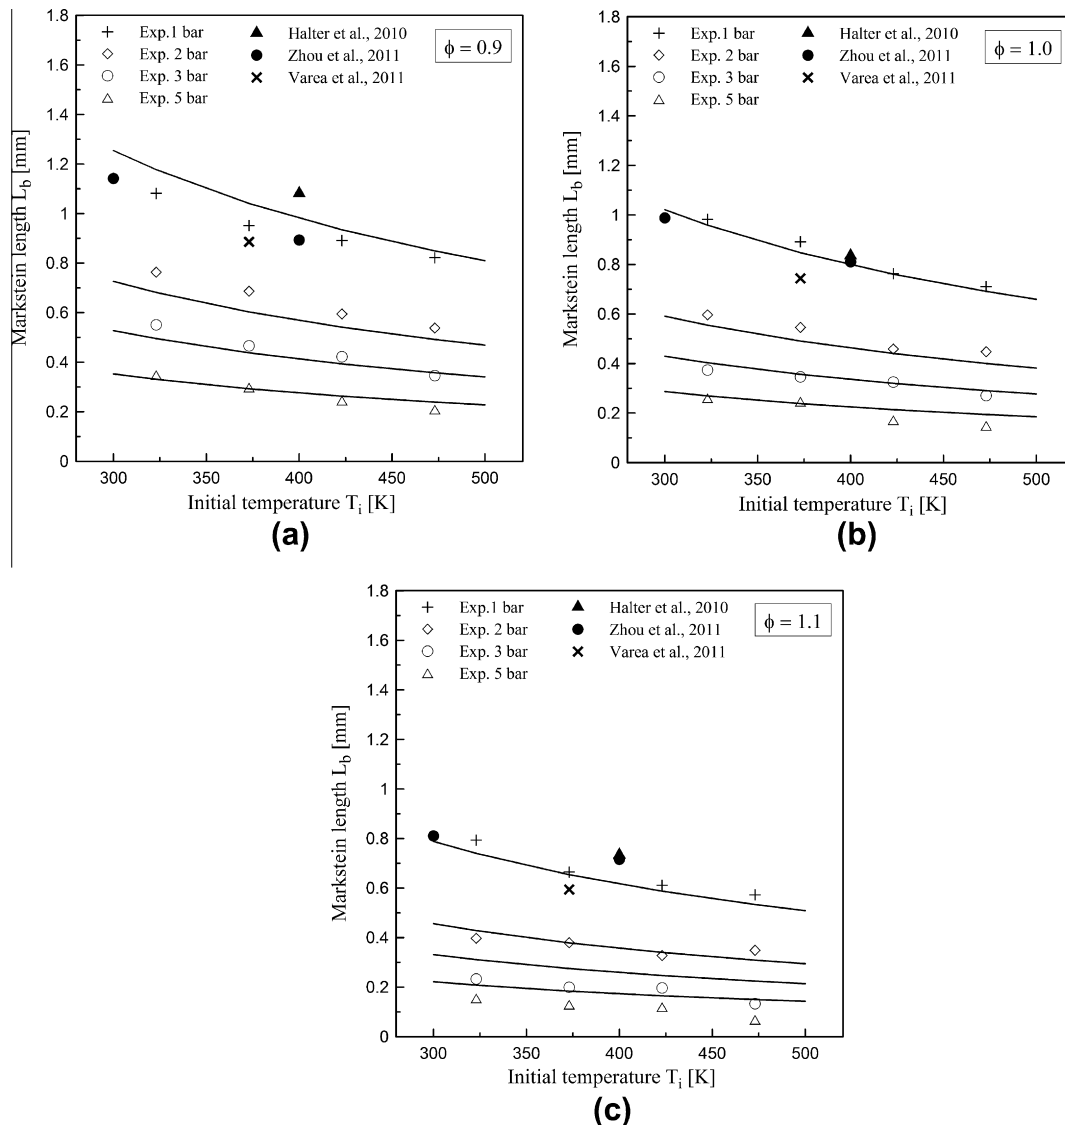 1.8
1.6
1.4
1.2
1
0.8
0.6
0.4
0.2
0
Markstein length L_b [mm]
Exp.1 bar
Exp. 2 bar
Exp. 3 bar
Exp. 5 bar
Halter et al., 2010
Zhou et al., 2011
Varea et al., 2011
ϕ = 0.9
300 350 400 450 500
Initial temperature T_i [K]
(a)
1.8
1.6
1.4
1.2
1
0.8
0.6
0.4
0.2
0
Markstein length L_b [mm]
Exp.1 bar
Exp. 2 bar
Exp. 3 bar
Exp. 5 bar
Halter et al., 2010
Zhou et al., 2011
Varea et al., 2011
ϕ = 1.0
300 350 400 450 500
Initial temperature T_i [K]
(b)
1.8
1.6
1.4
1.2
1
0.8
0.6
0.4
0.2
0
Markstein length L_b [mm]
Exp.1 bar
Exp. 2 bar
Exp. 3 bar
Exp. 5 bar
Halter et al., 2010
Zhou et al., 2011
Varea et al., 2011
ϕ = 1.1
300 350 400 450 500
Initial temperature T_i [K]
(c)